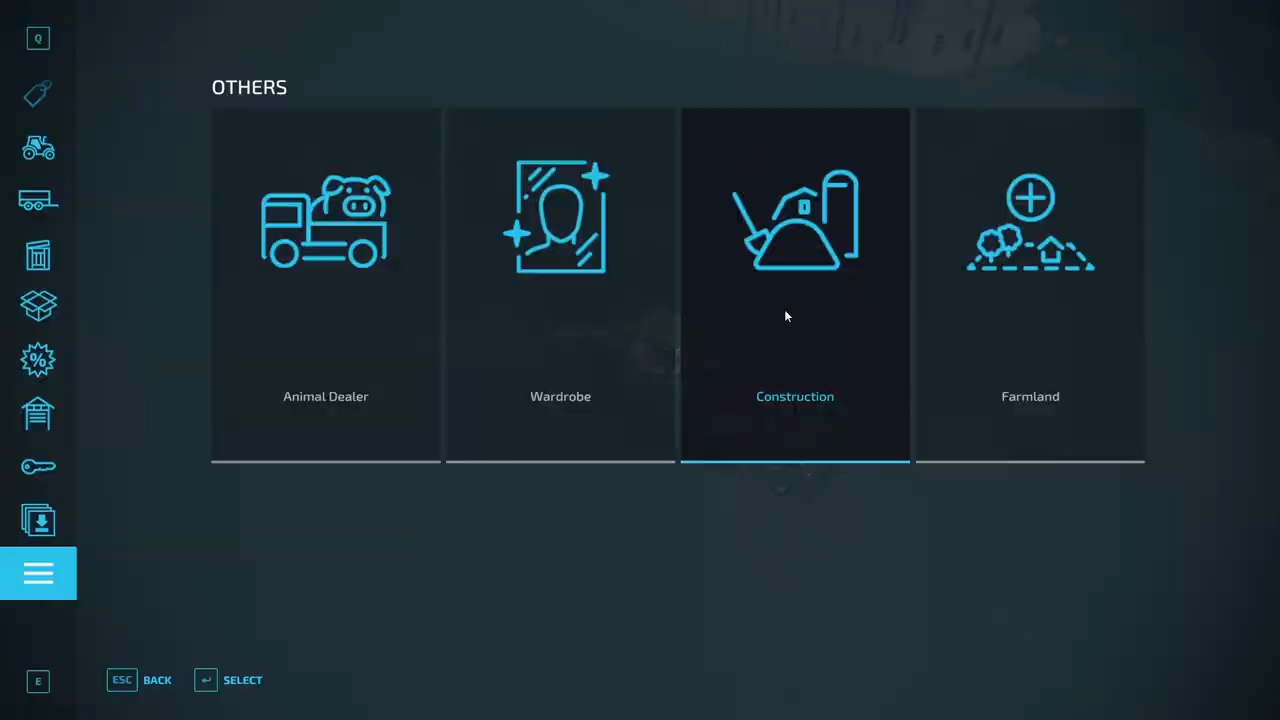 Q
OTHERS
%
Animal Dealer
Wardrobe
Construction
Farmland
E
ESC BACK
SELECT